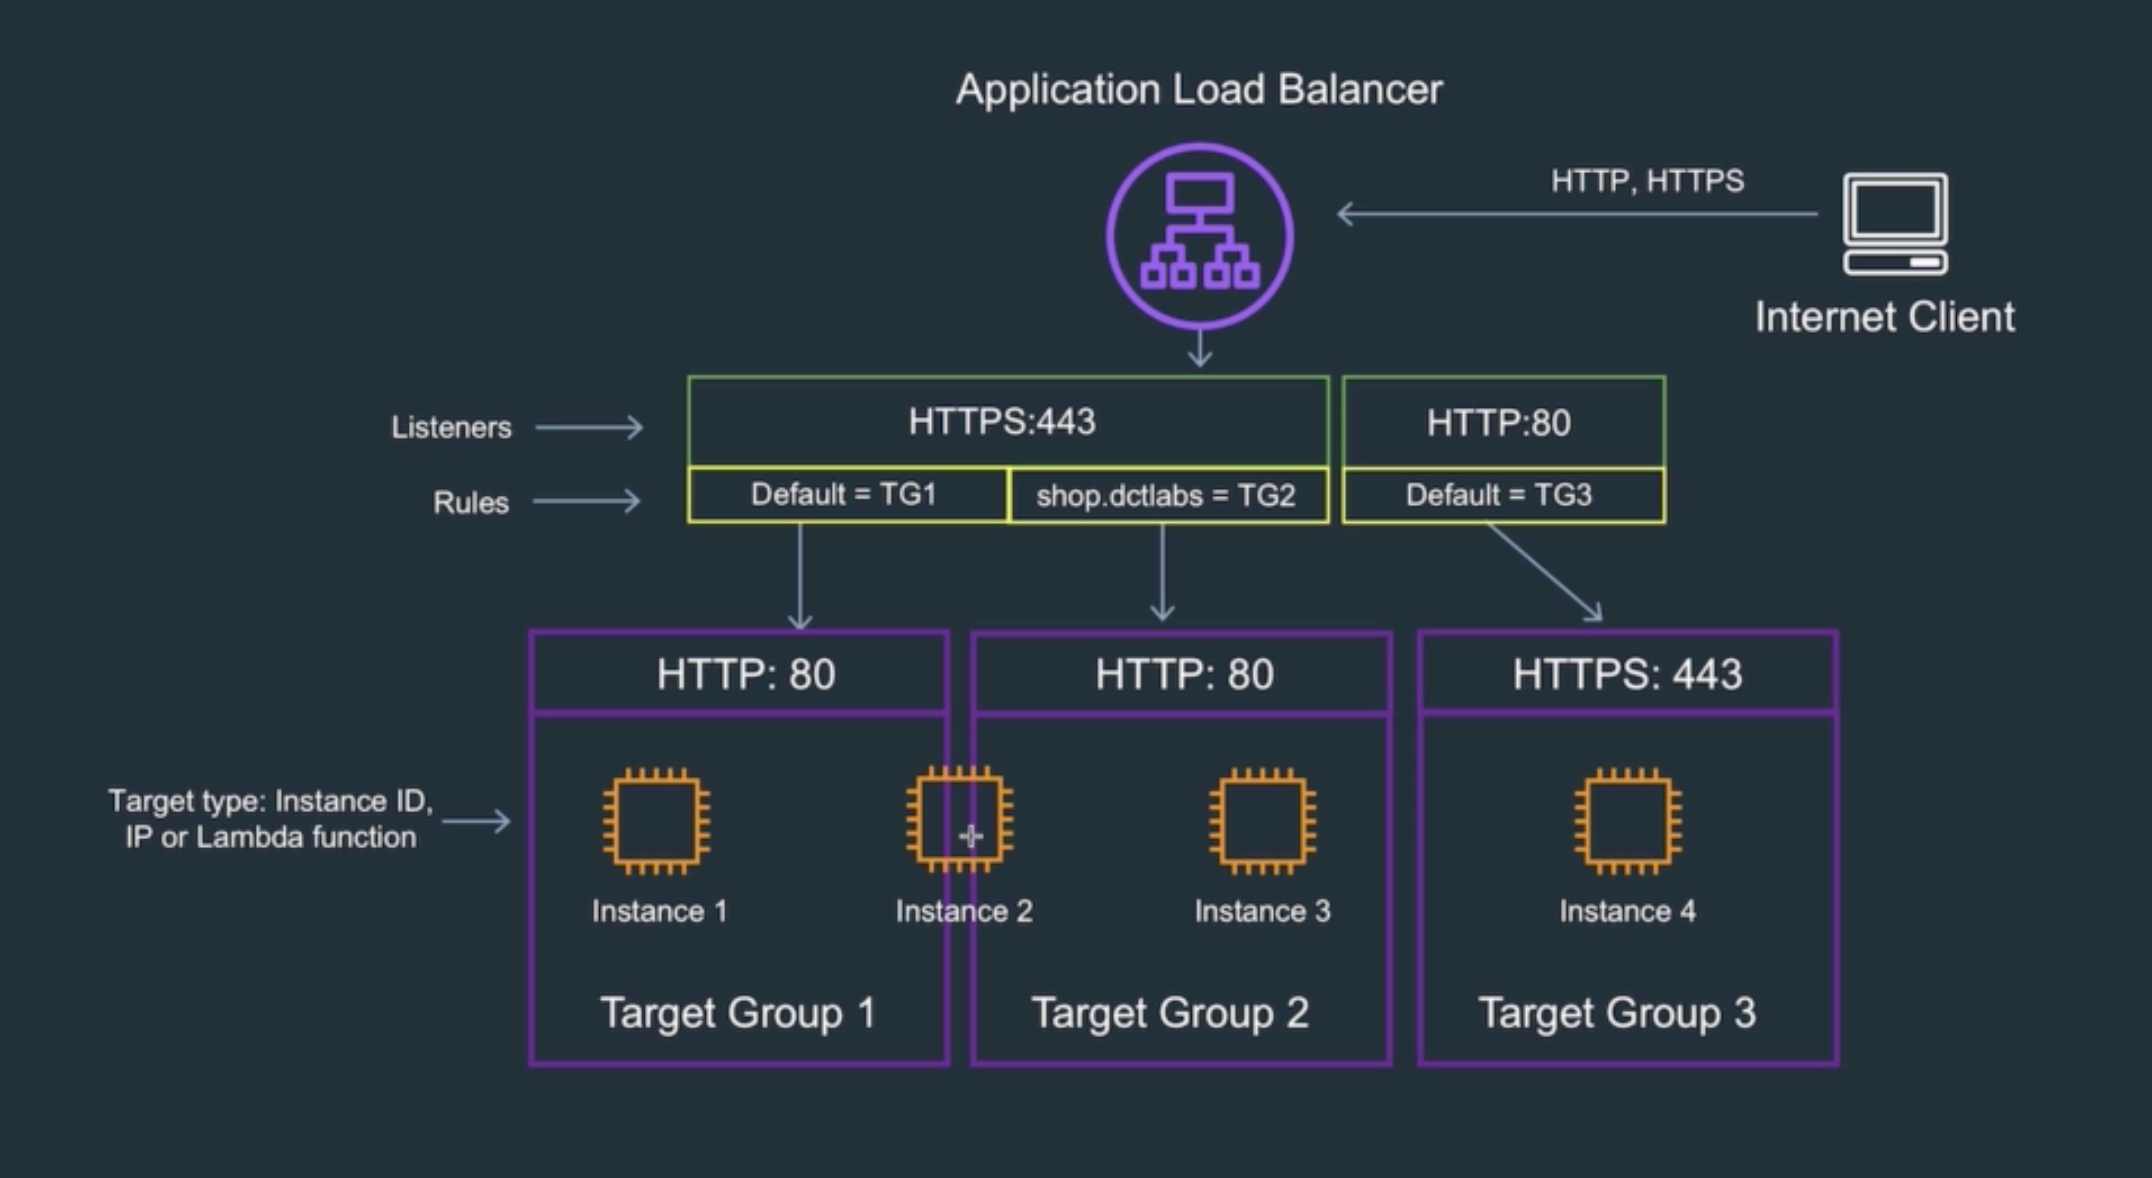 Application Load Balancer
HTTP, HTTPS
Internet Client
Listeners
HTTPS:443
HTTP:80
Rules
Default = TG1
shop.dctlabs = TG2
Default = TG3
HTTP: 80
HTTP: 80
HTTPS: 443
Target type: Instance ID,
IP or Lambda function
Instance 1
Instance 2
Instance 3
Instance 4
Target Group 1
Target Group 2
Target Group 3